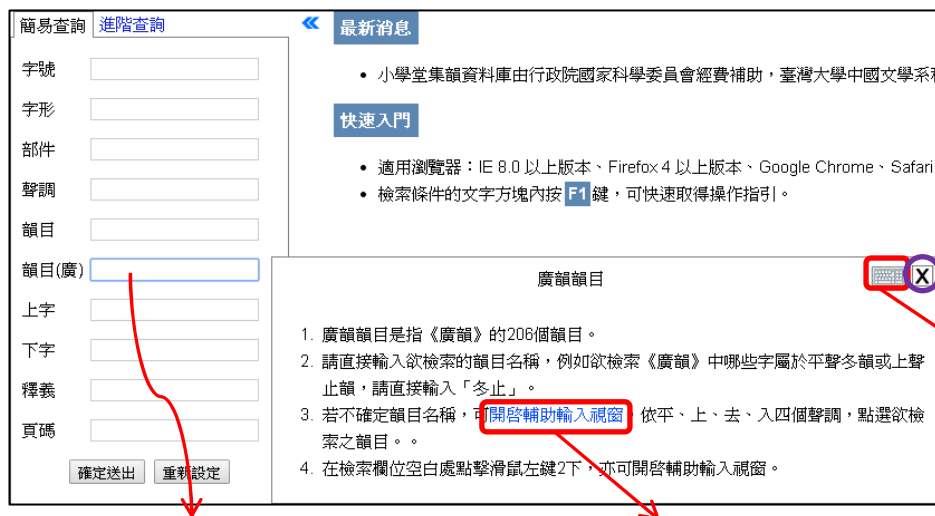 簡易查詢 進階查詢
字號
字形
部件
聲調
韻目
韻目(廣)
上字
下字
釋義
頁碼
確定送出 重新設定
最新消息
• 小學堂集韻資料庫由行政院國家科學委員會經費補助，臺灣大學中國文學系
快速入門
• 適用瀏覽器：IE 8.0 以上版本、Firefox 4 以上版本、Google Chrome、Safari
• 檢索條件的文字方塊內按 F1 鍵，可快速取得操作指引。
廣韻韻目
X
1. 廣韻韻目是指《廣韻》的206個韻目。
2. 請直接輸入欲檢索的韻目名稱，例如欲檢索《廣韻》中哪些字屬於平聲冬韻或上聲
止韻，請直接輸入「冬止」。
3. 若不確定韻目名稱，可開啓輔助輸入視窗，依平、上、去、入四個聲調，點選欲檢
索之韻目。。
4. 在檢索欄位空白處點擊滑鼠左鍵2下，亦可開啓輔助輸入視窗。